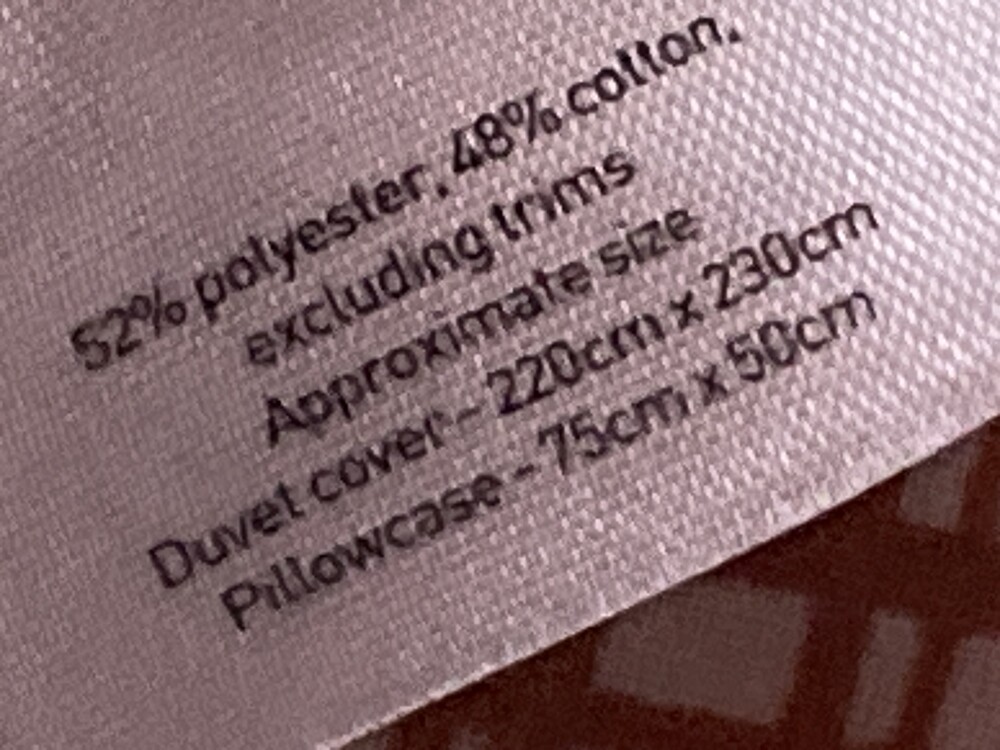 52% polyester, 48% cotton,
excluding trims
Approximate size
Duvet cover - 220cm x 230cm
Pillowcase - 75cm x 50cm